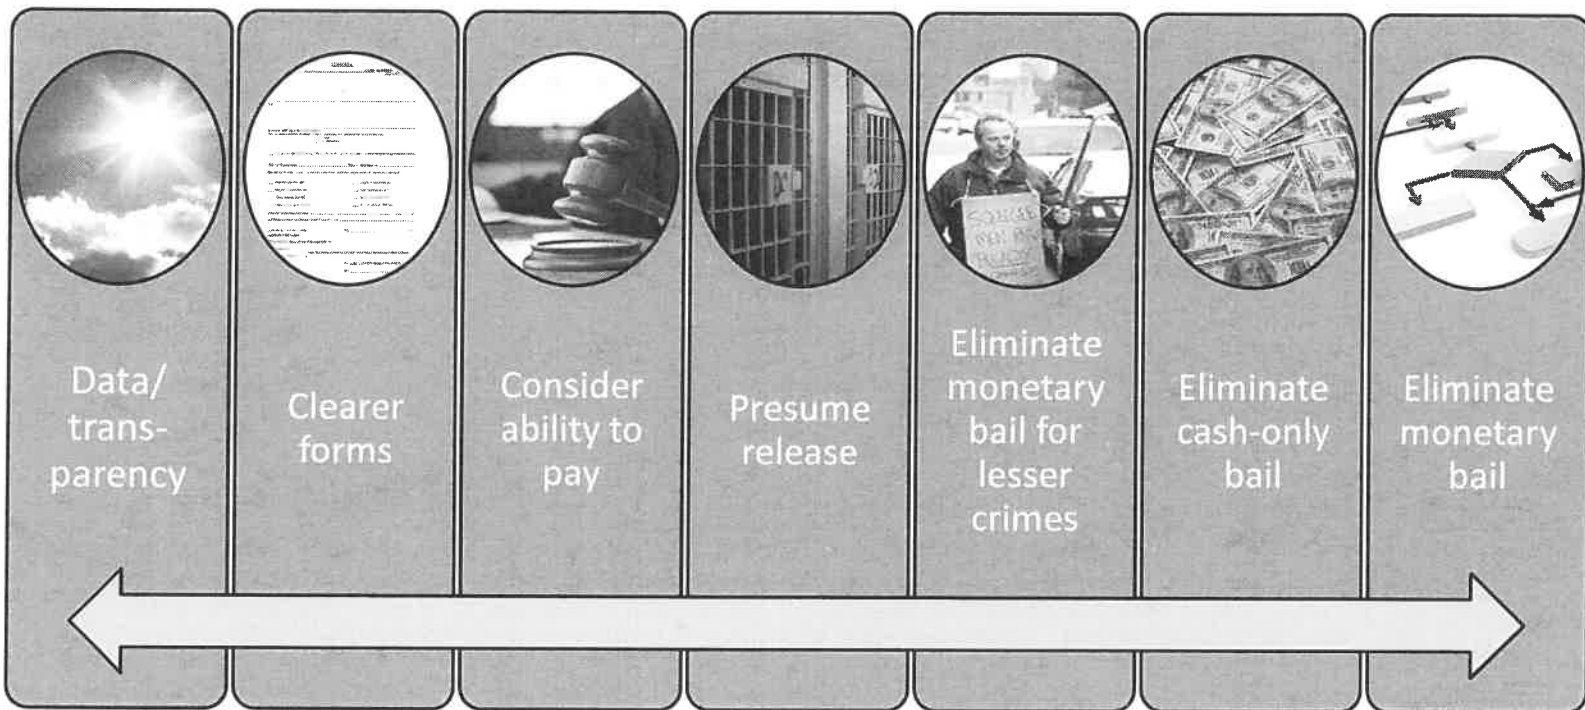 Data/
trans-
parency
Clearer
forms
Consider
ability to
pay
Presume
release
Eliminate
monetary
bail for
lesser
crimes
Eliminate
cash-only
bail
Eliminate
monetary
bail